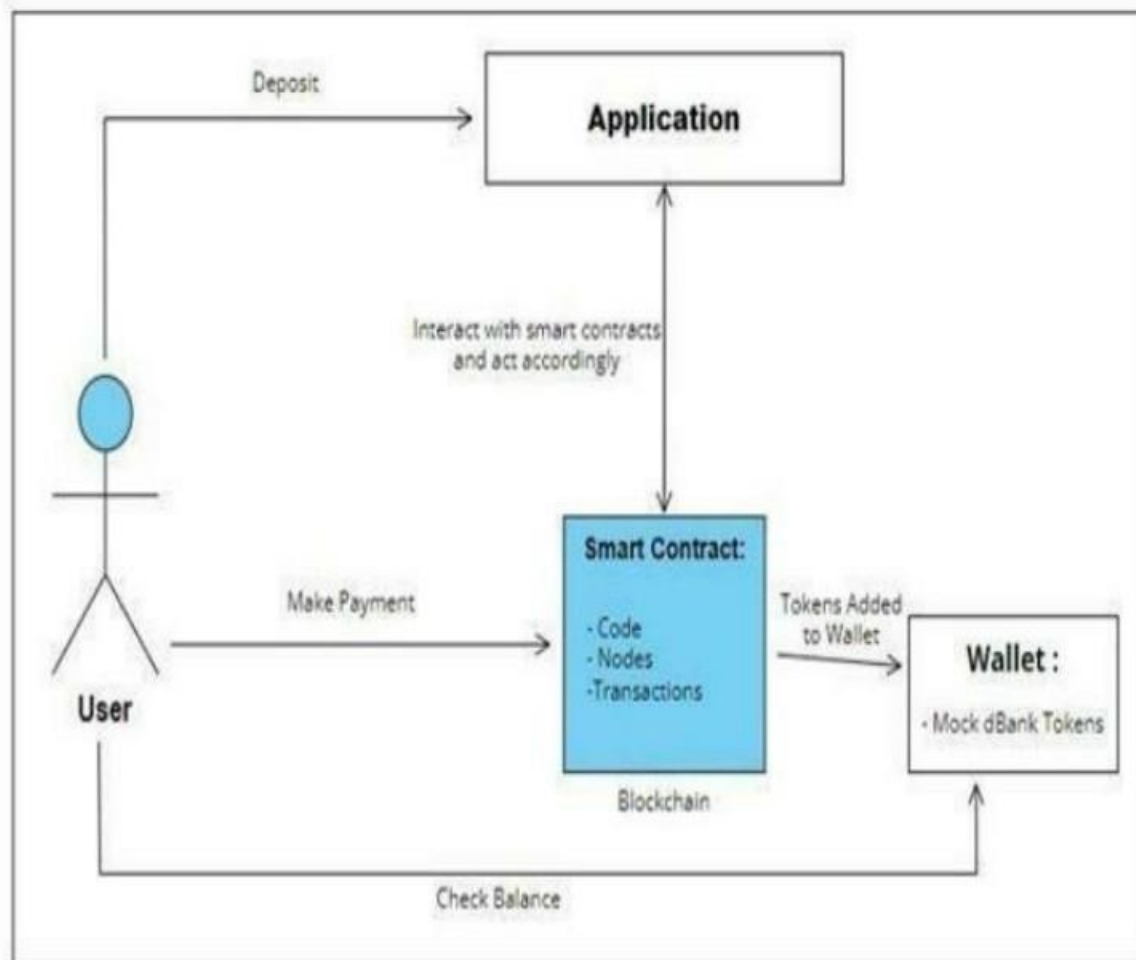 Deposit
Application
Interact with smart contracts
and act accordingly
Smart Contract:
- Code
- Nodes
-Transactions
Blockchain
Make Payment
Tokens Added
to Wallet
Wallet :
- Mock dBank Tokens
User
Check Balance